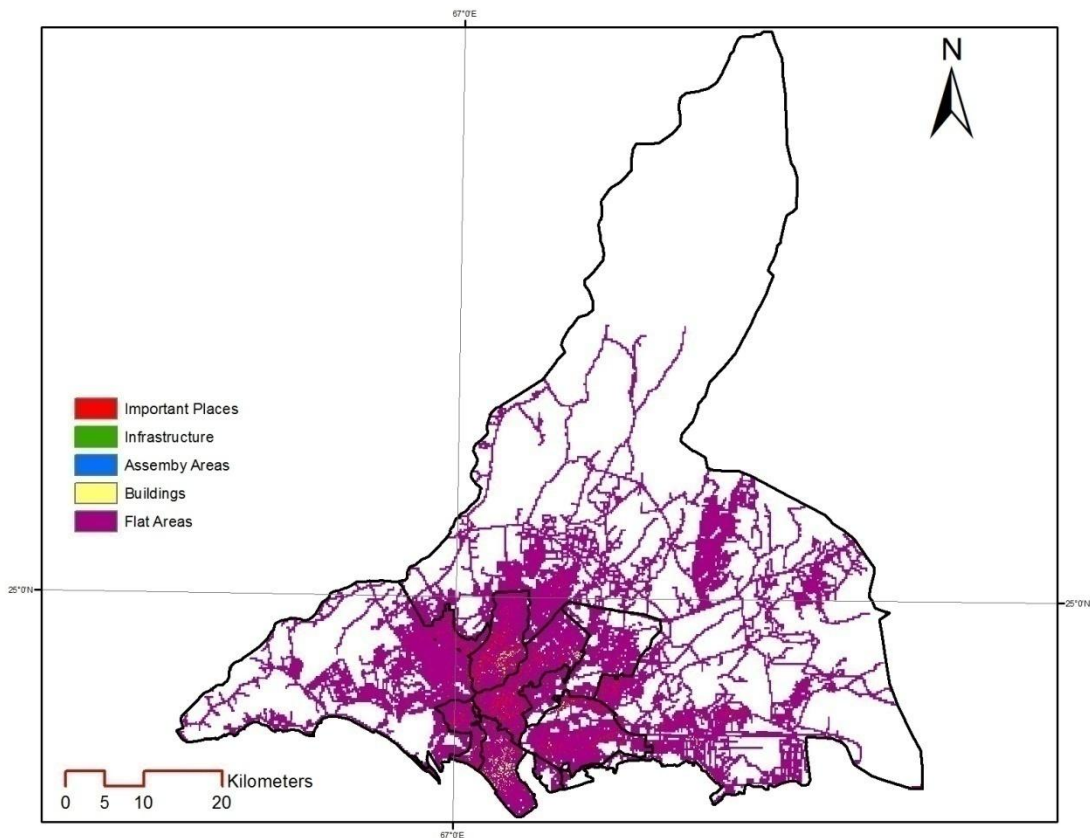 67°0'E
N
Important Places
Infrastructure
Assemby Areas
Buildings
Flat Areas
25°0'N
25°0'N
Kilometers
0 5 10 20
67°0'E